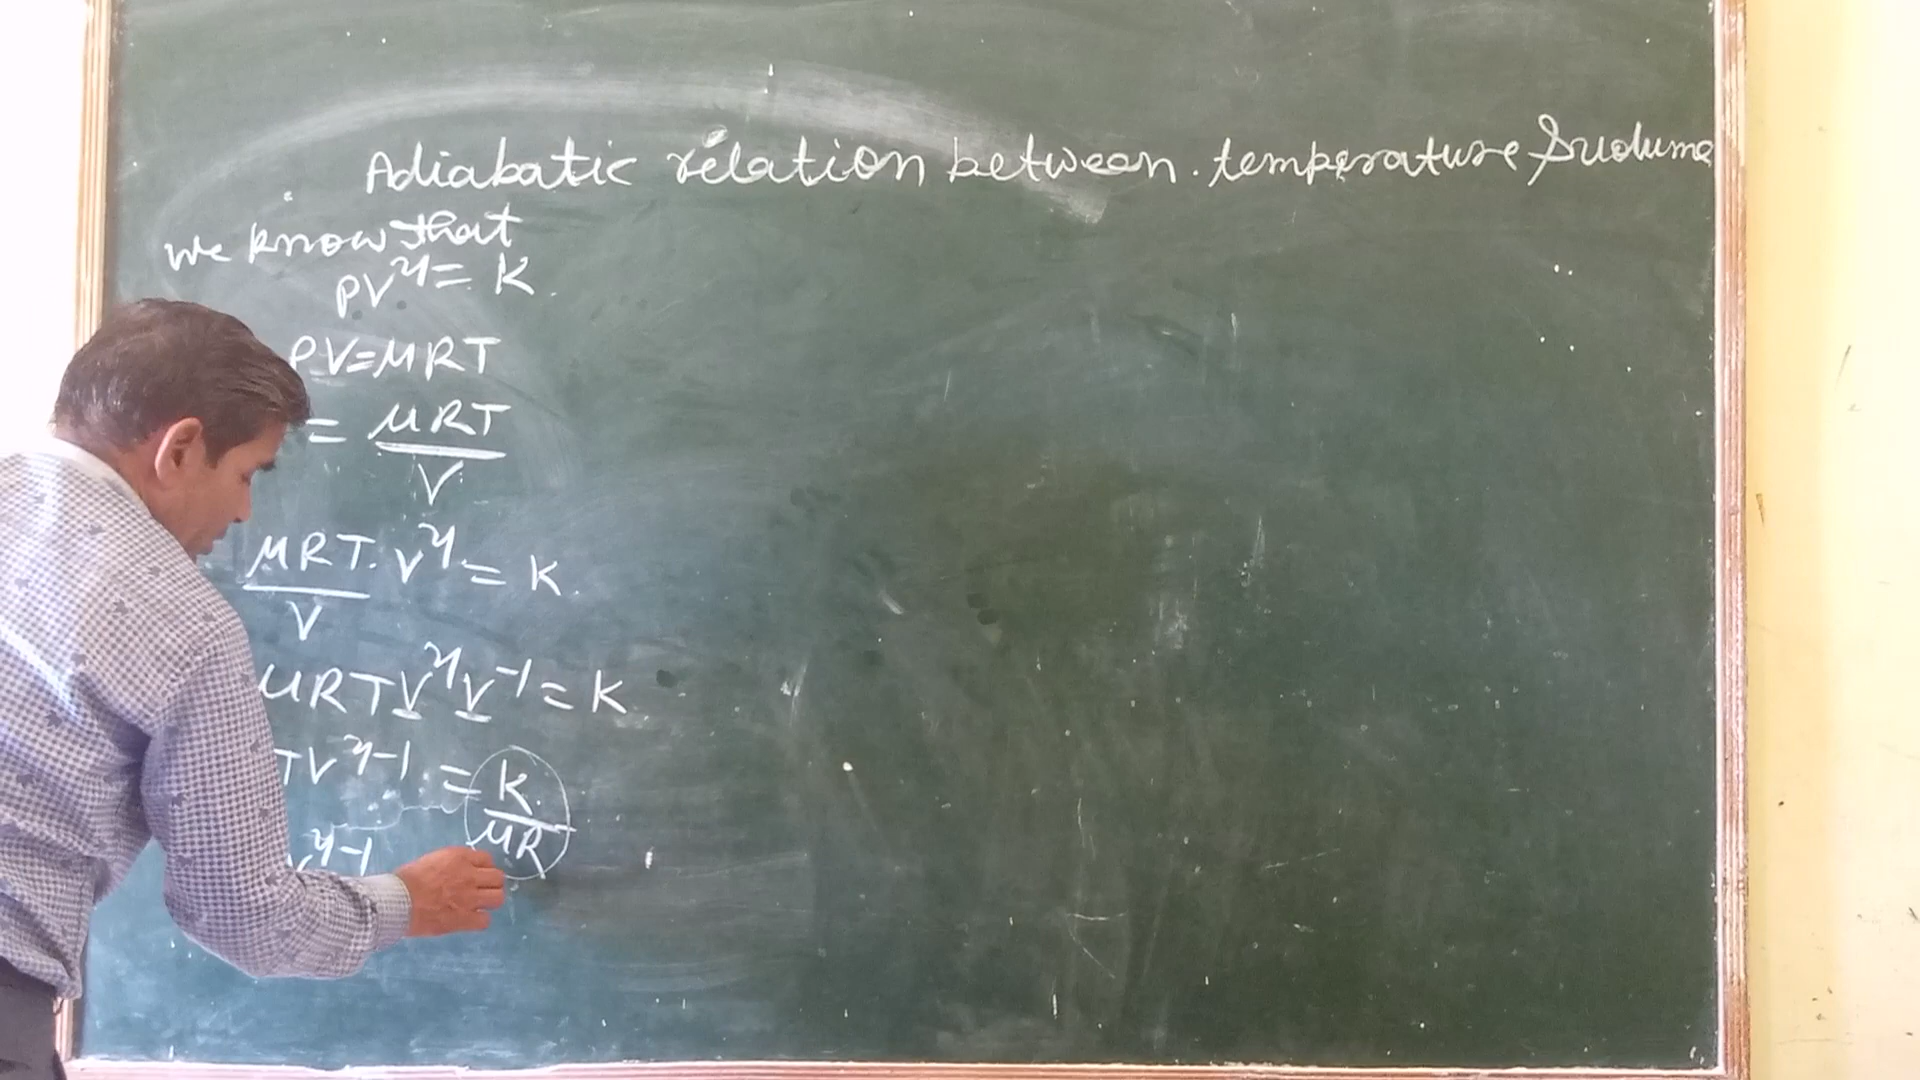 Adiabatic relation between temperature & volume
we know that
PV^γ = K
PV = μRT
= μRT / V
μRT / V . V^γ = K
μRTV^γ V^-1 = K
TV^γ-1 = K / μR
V^γ-1